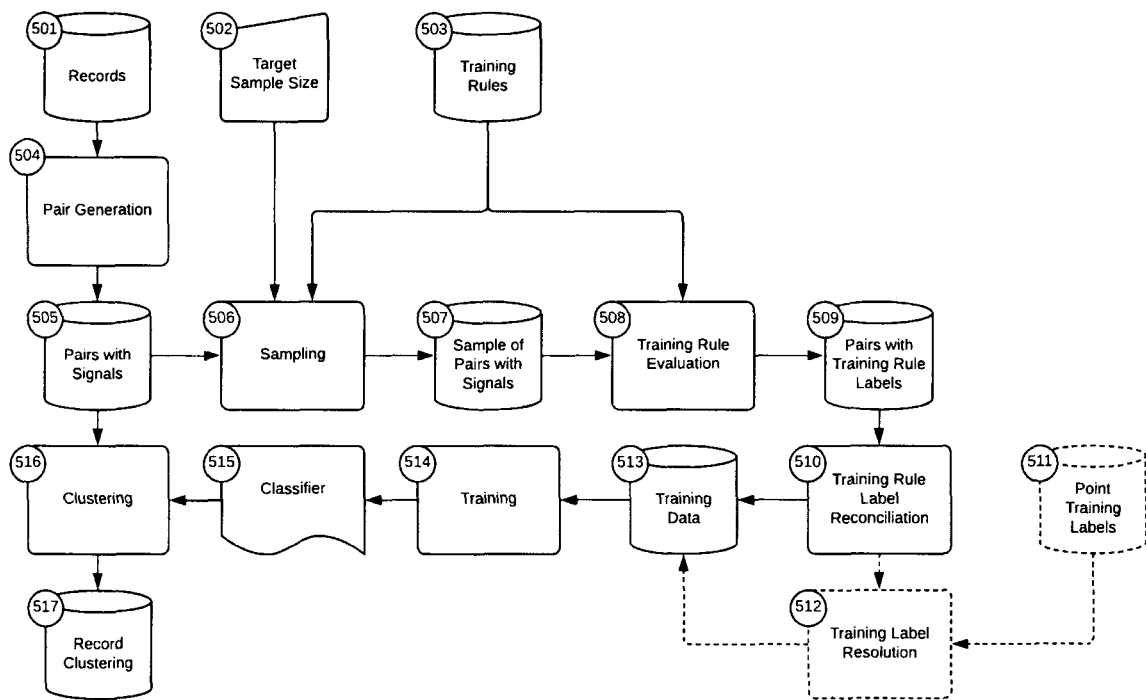 501
Records
502
Target
Sample Size
503
Training
Rules
504
Pair Generation
505
Pairs with
Signals
506
Sampling
507
Sample of
Pairs with
Signals
508
Training Rule
Evaluation
509
Pairs with
Training Rule
Labels
516
Clustering
515
Classifier
514
Training
513
Training
Data
510
Training Rule
Label
Reconciliation
511
Point
Training
Labels
517
Record
Clustering
512
Training Label
Resolution